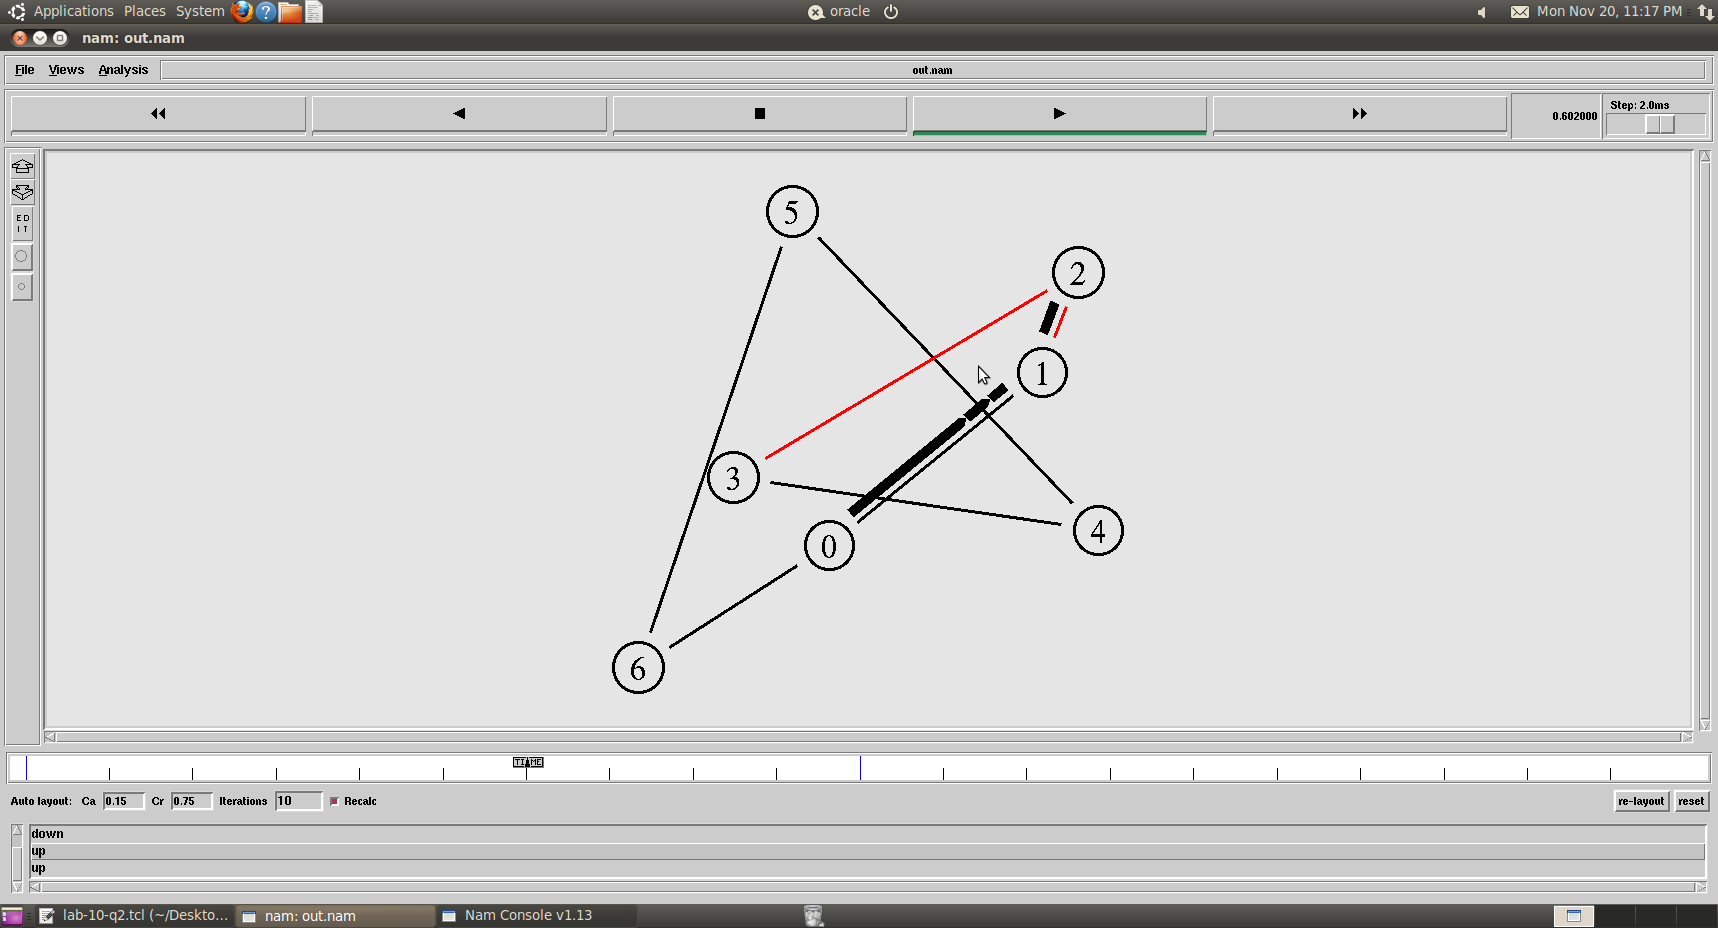 Applications Places System oracle Mon Nov 20, 11:17 PM
nam: out.nam
File Views Analysis out.nam
0.602000 Step: 2.0ms
ED
IT
5
2
1
3
4
0
6
TIME
Auto layout: Ca 0.15 Cr 0.75 Iterations 10 Recalc re-layout reset
down
up
up
lab-10-q2.tcl (~/Deskto... nam: out.nam Nam Console v1.13